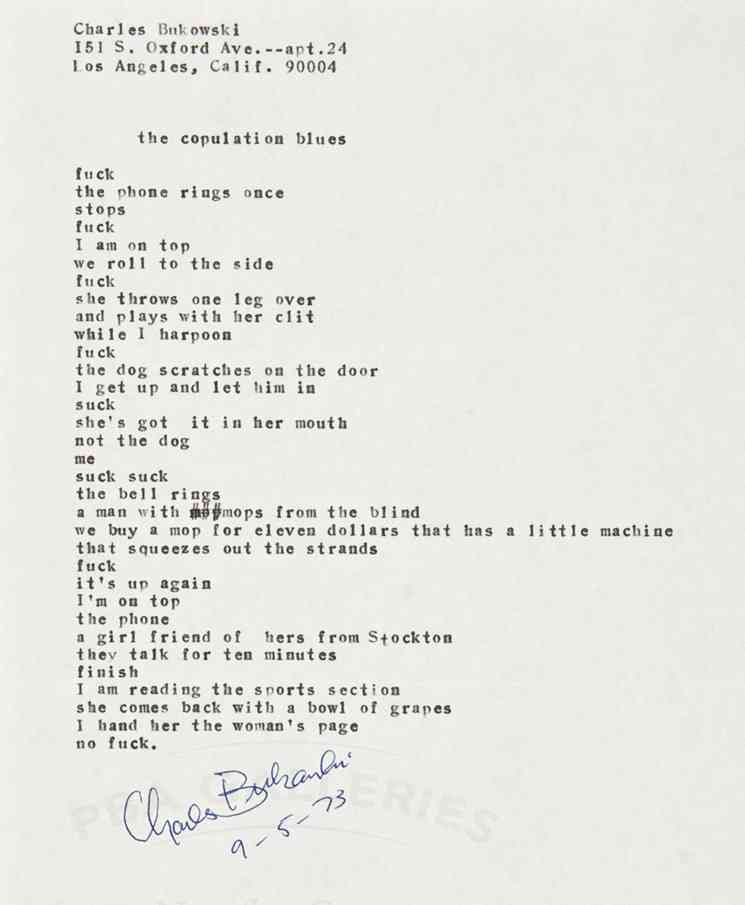 Charles Bukowski
151 S. Oxford Ave.--apt.24
Los Angeles, Calif. 90004
the copulation blues
fuck
the phone rings once
stops
fuck
I am on top
we roll to the side
fuck
she throws one leg over
and plays with her clit
while I harpoon
fuck
the dog scratches on the door
I get up and let him in
suck
she's got  it in her mouth
not the dog
me
suck suck
the bell rings
a man with mops from the blind
we buy a mop for eleven dollars that has a little machine
that squeezes out the strands
fuck
it's up again
I'm on top
the phone
a girl friend of  hers from Stockton
they talk for ten minutes
finish
I am reading the sports section
she comes back with a bowl of grapes
I hand her the woman's page
no fuck.
Charles Bukowski
9-5-73
PBA GALLERIES